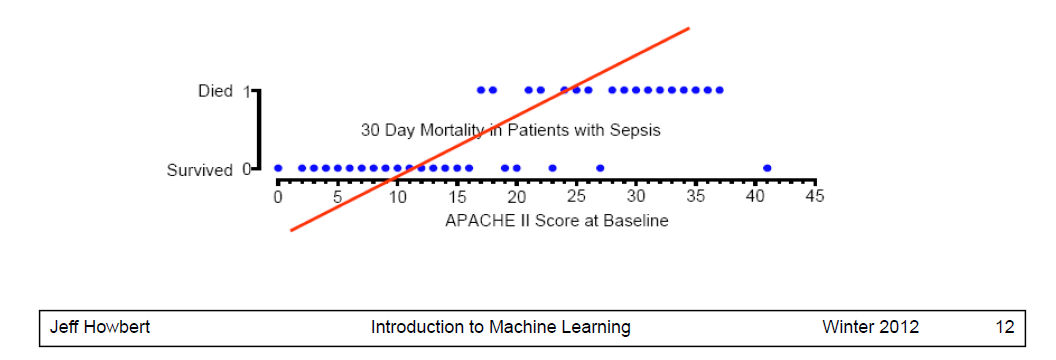 Died 1
30 Day Mortality in Patients with Sepsis
Survived 0
0 5 10 15 20 25 30 35 40 45
APACHE II Score at Baseline
Jeff Howbert Introduction to Machine Learning Winter 2012 12